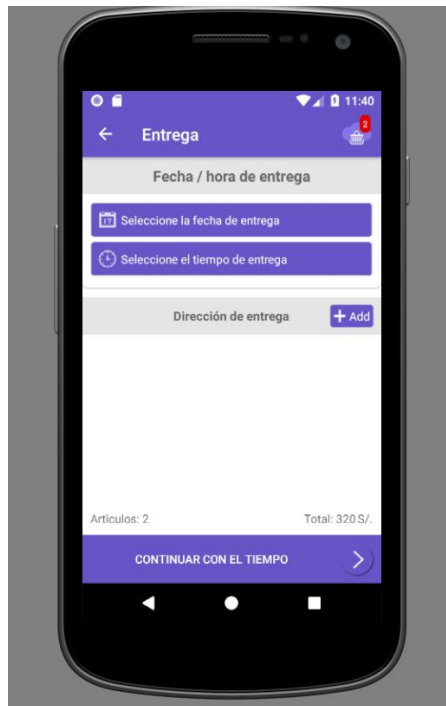 11:40
Entrega
2
Fecha / hora de entrega
17
Seleccione la fecha de entrega
Seleccione el tiempo de entrega
Dirección de entrega
Add
Articulos: 2
Total: 320 S/.
CONTINUAR CON EL TIEMPO